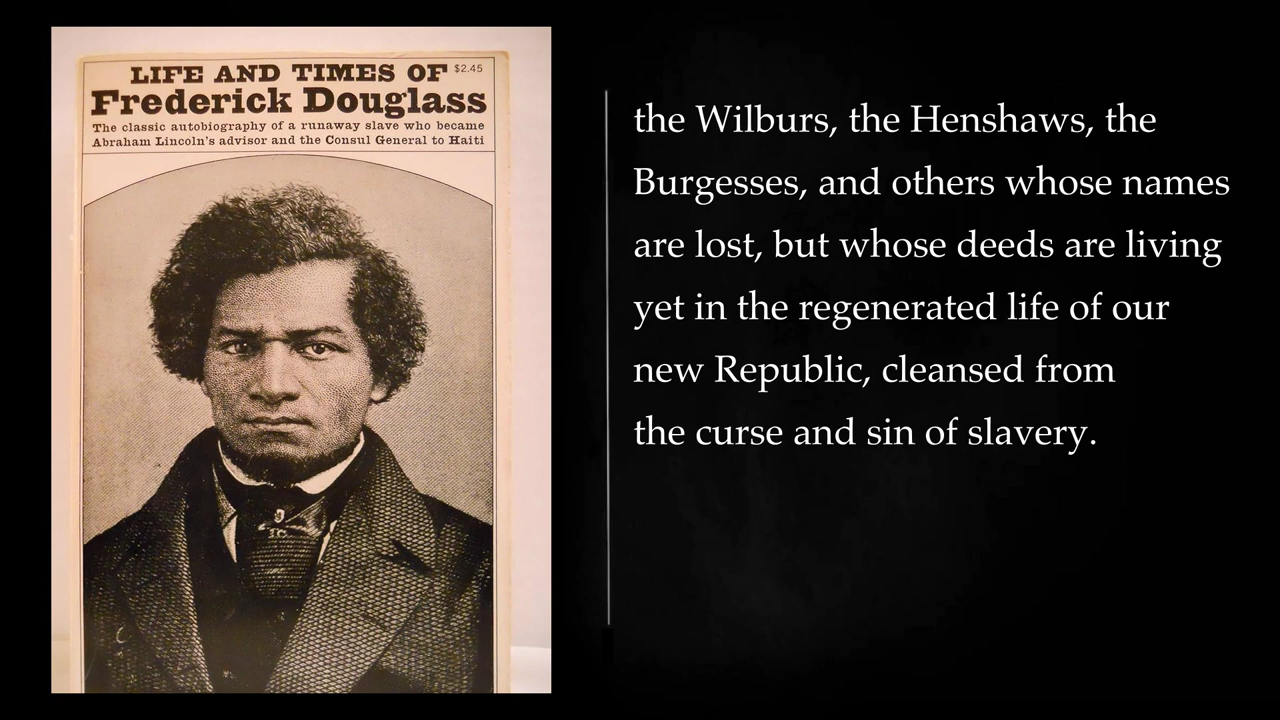 LIFE AND TIMES OF $2.45
Frederick Douglass
The classic autobiography of a runaway slave who became
Abraham Lincoln's advisor and the Consul General to Haiti
the Wilburs, the Henshaws, the
Burgesses, and others whose names
are lost, but whose deeds are living
yet in the regenerated life of our
new Republic, cleansed from
the curse and sin of slavery.